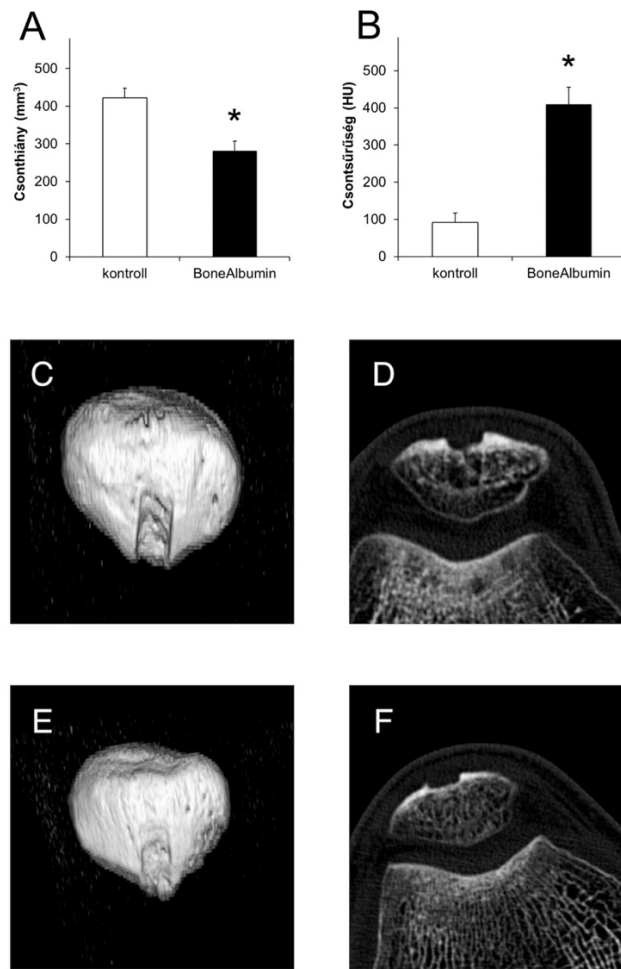 A
Csonthiány (mm³)
500
400
300
200
100
0
*
kontroll BoneAlbumin
B
Csontsűrűség (HU)
500
400
300
200
100
0
*
kontroll BoneAlbumin
C
D
E
F